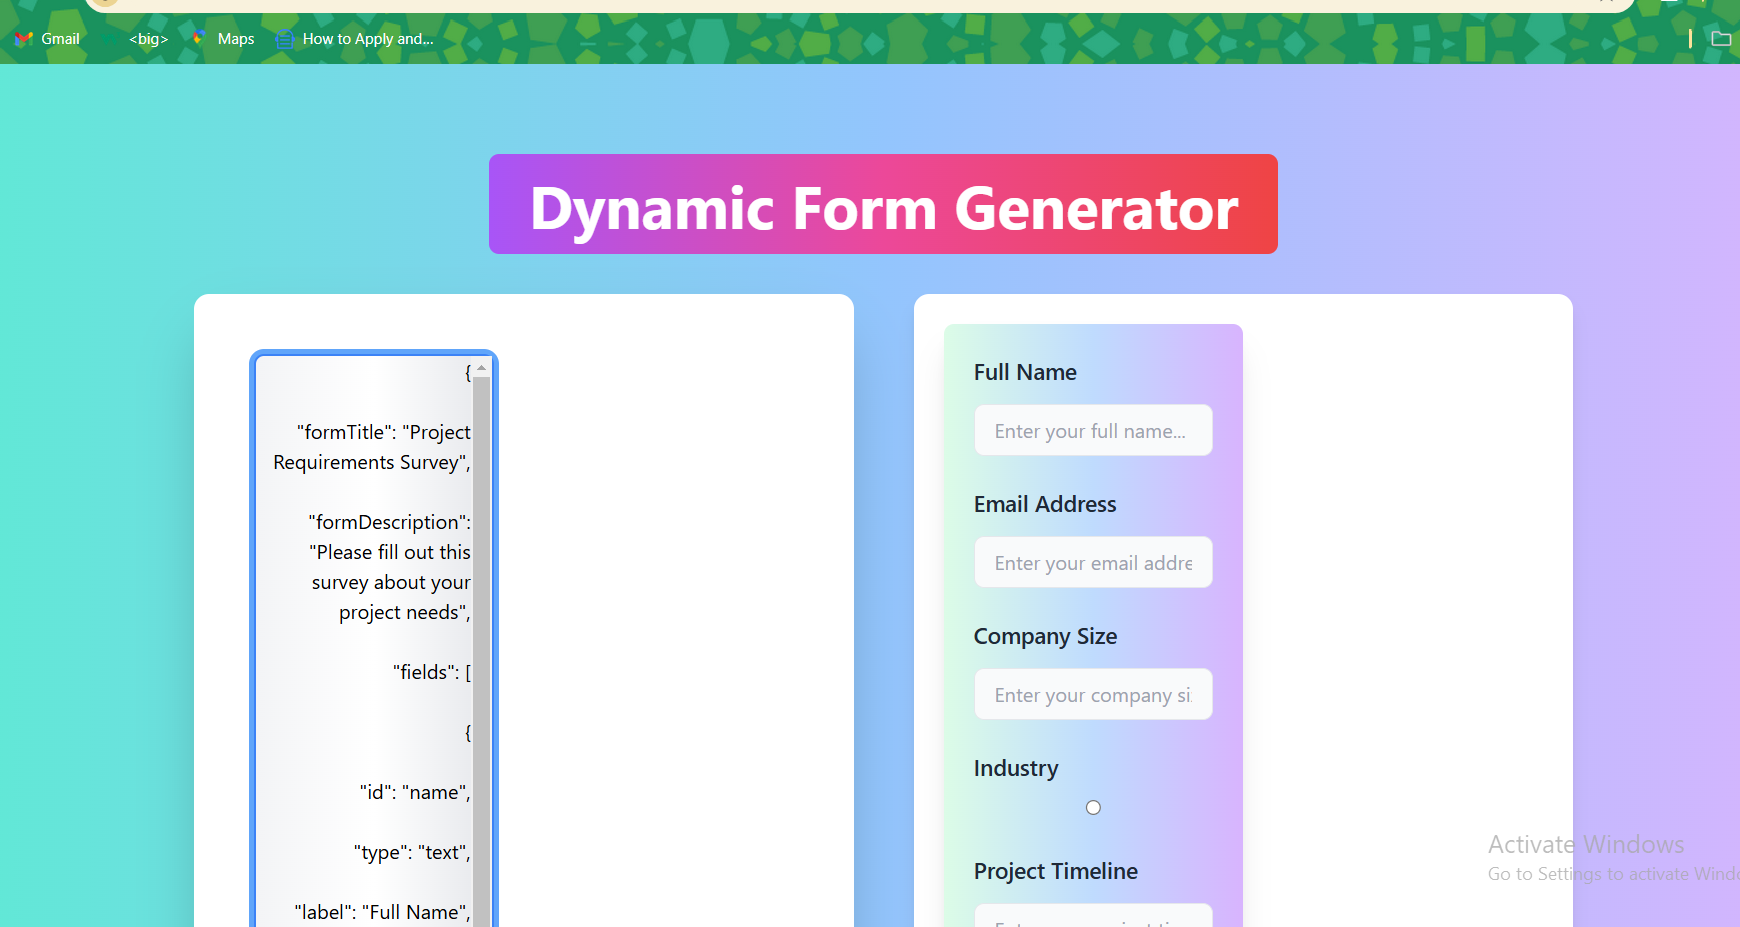 Gmail
<big>
Maps
How to Apply and...
Dynamic Form Generator
{
"formTitle": "Project
Requirements Survey",
"formDescription":
"Please fill out this
survey about your
project needs",
"fields": [
{
"id": "name",
"type": "text",
"label": "Full Name",
Full Name
Enter your full name...
Email Address
Enter your email addre
Company Size
Enter your company si
Industry
Project Timeline
Activate Windows
Go to Settings to activate Wind